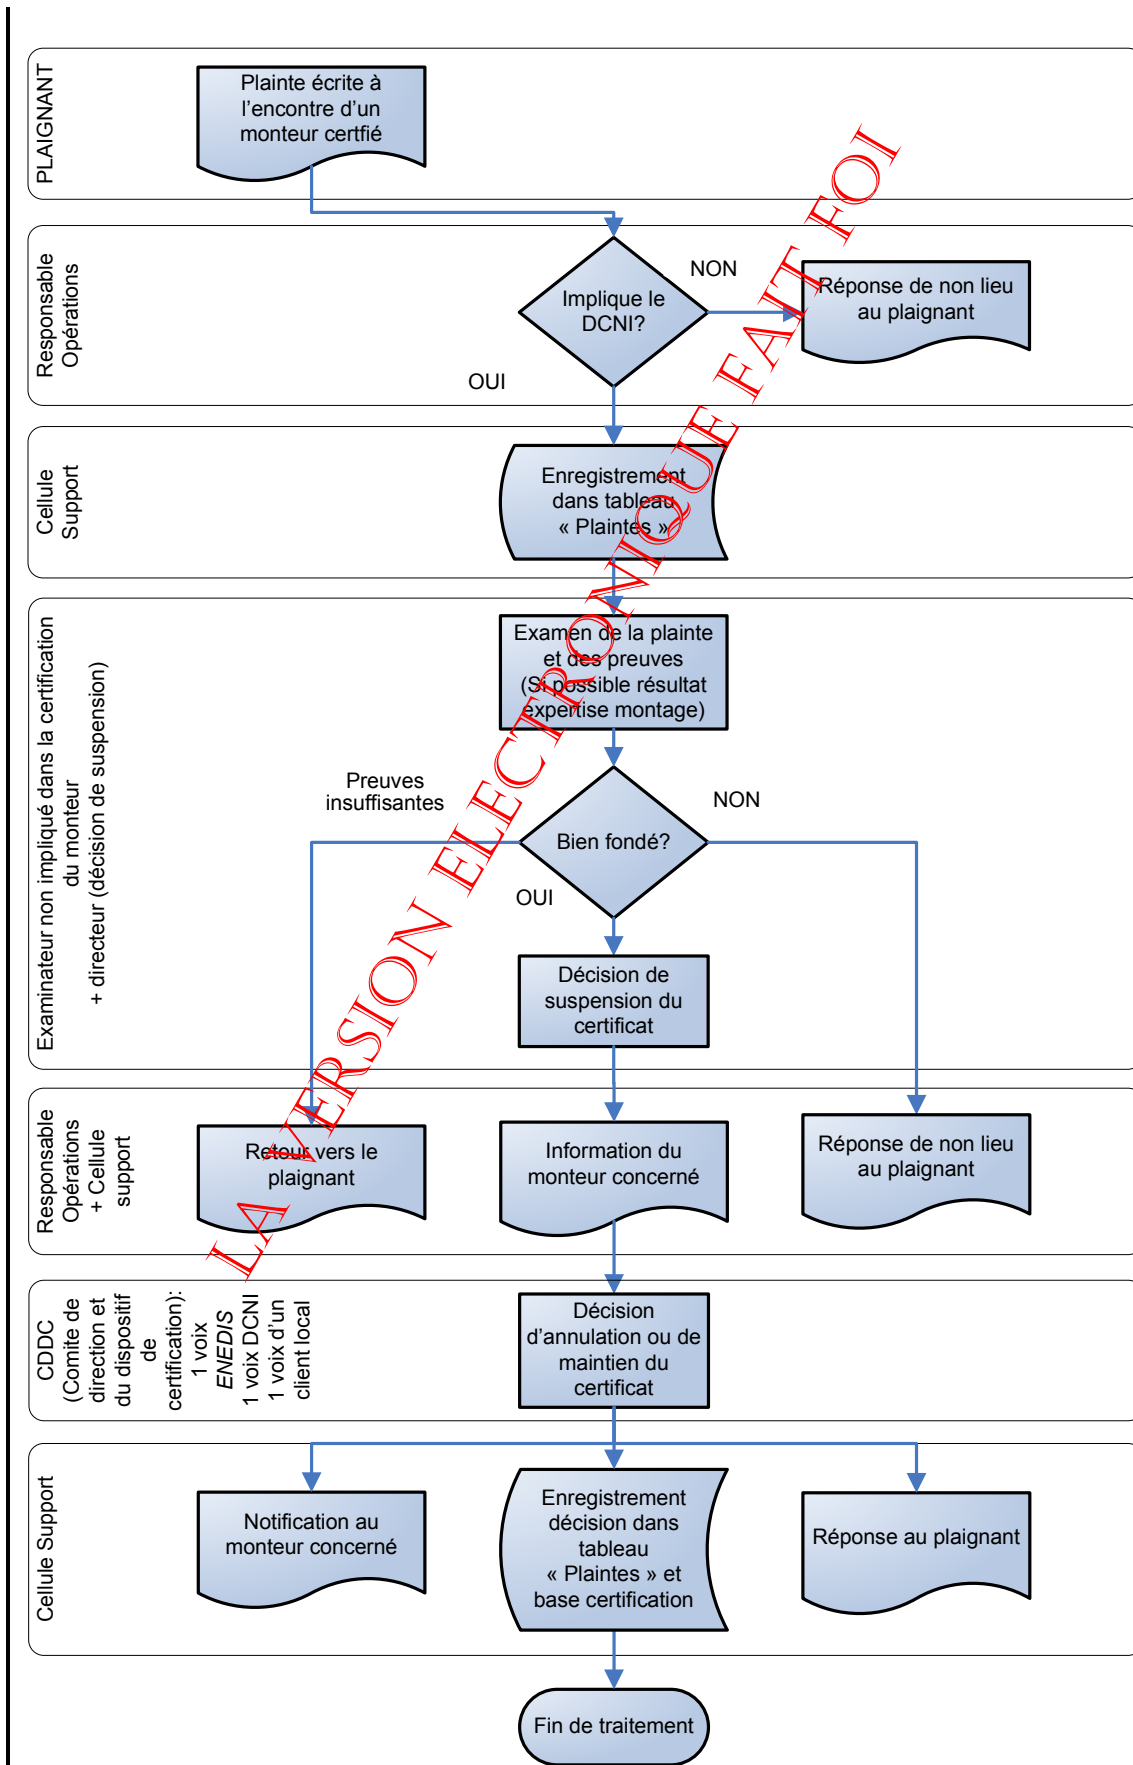 PLAIGNANT
Plainte écrite à
l'encontre d'un
monteur certfié
Responsable
Opérations
Implique le
DCNI?
NON
OUI
Réponse de non lieu
au plaignant
Cellule
Support
Enregistrement
dans tableau
« Plaintes »
Examinateur non impliqué dans la certification
du monteur
+ directeur (décision de suspension)
Examen de la plainte
et des preuves
(Si possible résultat
expertise montage)
Preuves
insuffisantes
Bien fondé?
NON
OUI
Décision de
suspension du
certificat
Responsable
Opérations
+ Cellule
support
Retour vers le
plaignant
Information du
monteur concerné
Réponse de non lieu
au plaignant
CDDC
(Comite de
direction et
du dispositif
de
certification):
1 voix
ENEDIS
1 voix DCNI
1 voix d'un
client local
Décision
d'annulation ou de
maintien du
certificat
Cellule Support
Notification au
monteur concerné
Enregistrement
décision dans
tableau
« Plaintes » et
base certification
Réponse au plaignant
Fin de traitement
LA VERSION ELECTRONIQUE FAIT FOI